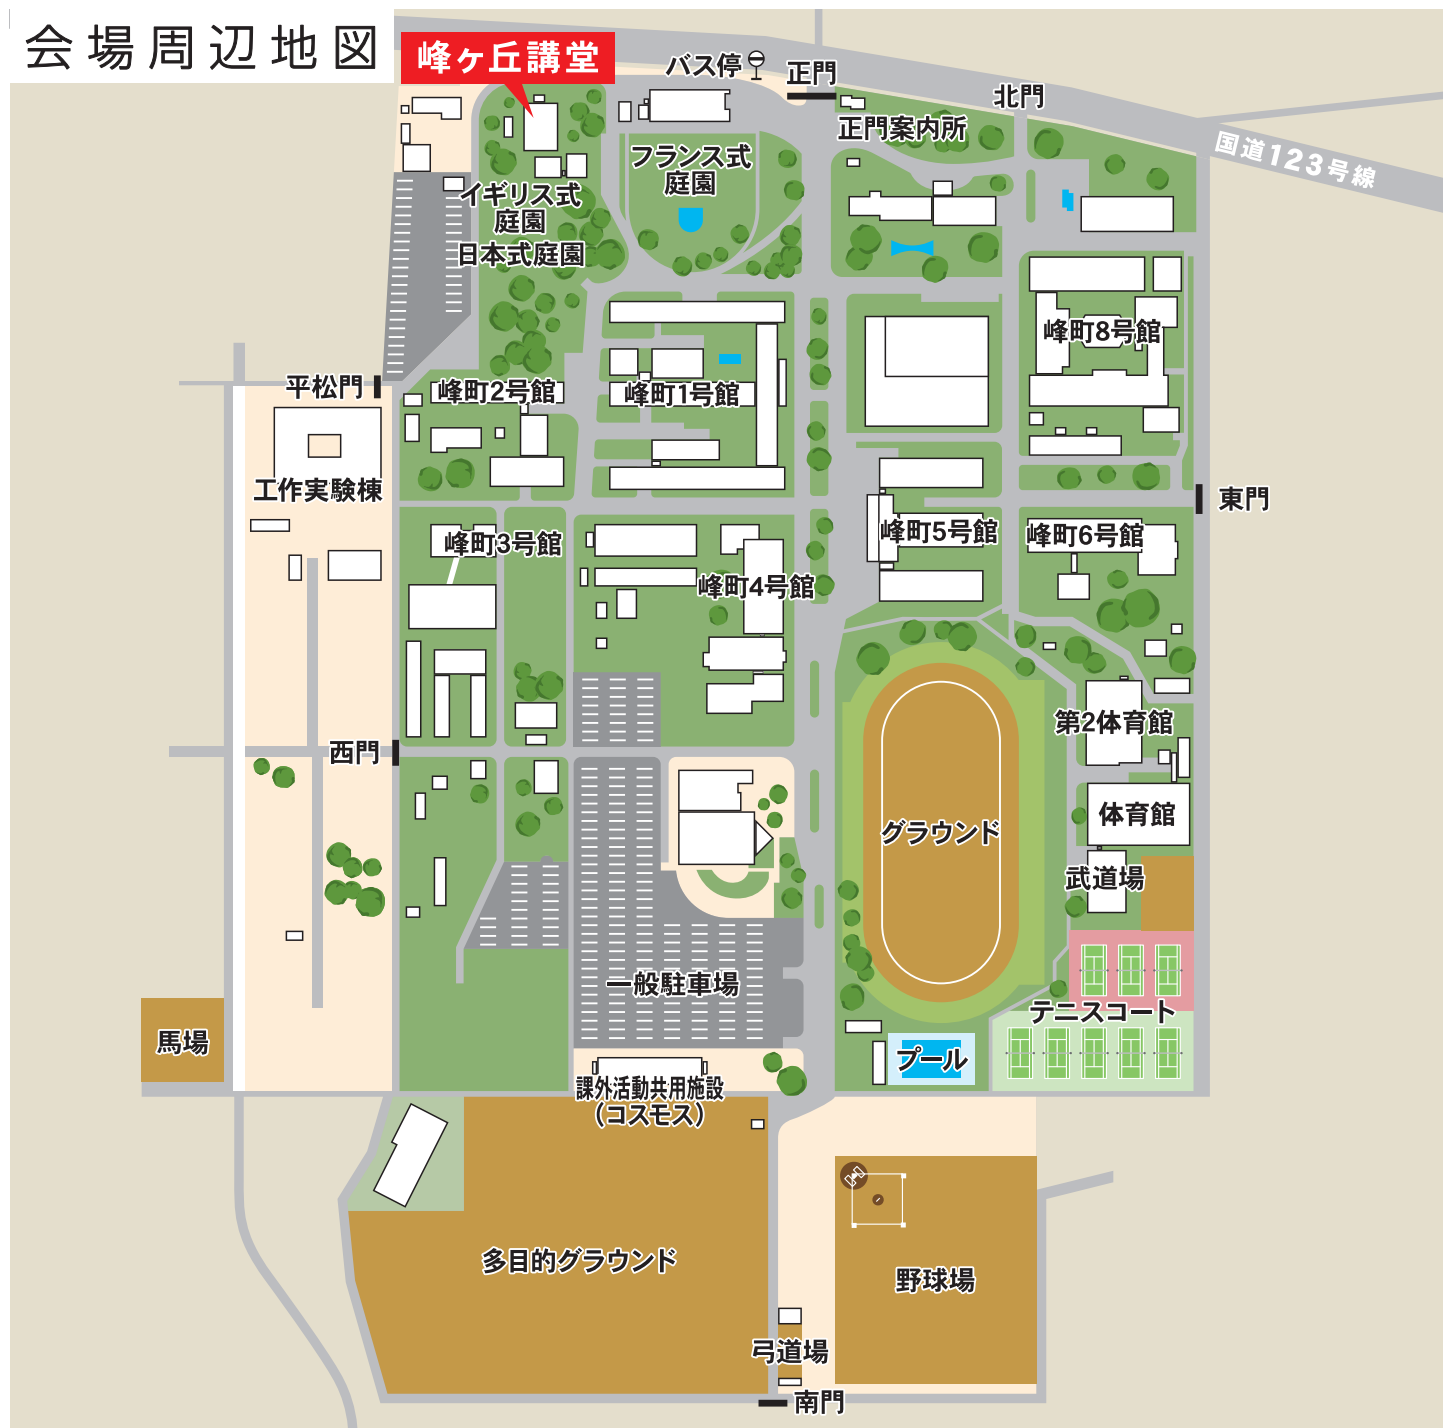 会場周辺地図
峰ヶ丘講堂
バス停
正門
北門
正門案内所
国道123号線
フランス式
庭園
イギリス式
庭園
日本式庭園
峰町8号館
平松門
峰町2号館
峰町1号館
工作実験棟
東門
峰町3号館
峰町5号館
峰町6号館
峰町4号館
第2体育館
西門
体育館
グラウンド
武道場
一般駐車場
テニスコート
馬場
プール
課外活動共用施設
（コスモス）
多目的グラウンド
野球場
弓道場
南門